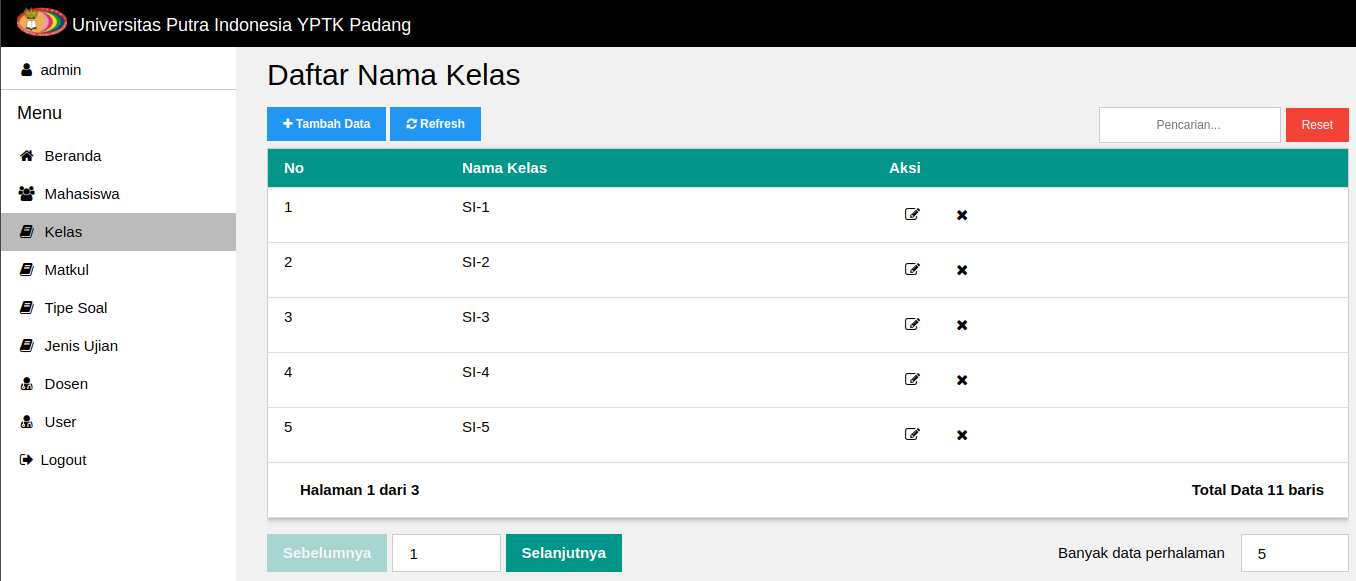 Universitas Putra Indonesia YPTK Padang
admin
Menu
Beranda
Mahasiswa
Kelas
Matkul
Tipe Soal
Jenis Ujian
Dosen
User
Logout
Daftar Nama Kelas
Tambah Data Refresh Pencarian... Reset
No Nama Kelas Aksi
1 SI-1
2 SI-2
3 SI-3
4 SI-4
5 SI-5
Halaman 1 dari 3 Total Data 11 baris
Sebelumnya 1 Selanjutnya Banyak data perhalaman 5